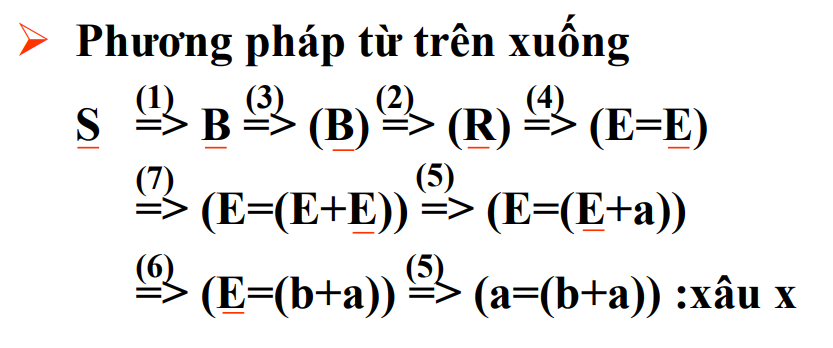 ➢ Phương pháp từ trên xuống
S (1)=> B (3)=> (B) (2)=> (R) (4)=> (E=E)
(7)=> (E=(E+E)) (5)=> (E=(E+a))
(6)=> (E=(b+a)) (5)=> (a=(b+a)) :xâu x